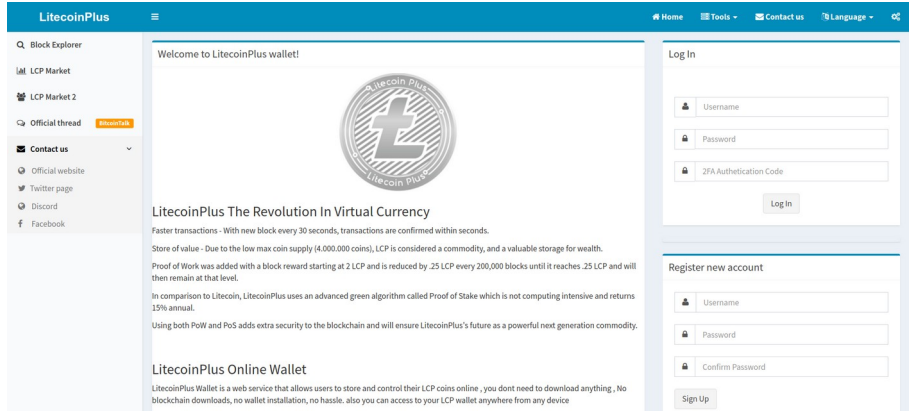 LitecoinPlus
Home
Tools
Contact us
Language
Block Explorer
LCP Market
LCP Market 2
Official thread
BitcoinTalk
Contact us
Official website
Twitter page
Discord
Facebook
Welcome to LitecoinPlus wallet!
Litecoin Plus
Litecoin Plus
LitecoinPlus The Revolution In Virtual Currency
Faster transactions - With new block every 30 seconds, transactions are confirmed within seconds.
Store of value - Due to the low max coin supply (4.000.000 coins), LCP is considered a commodity, and a valuable storage for wealth.
Proof of Work was added with a block reward starting at 2 LCP and is reduced by .25 LCP every 200,000 blocks until it reaches .25 LCP and will
then remain at that level.
In comparison to Litecoin, LitecoinPlus uses an advanced green algorithm called Proof of Stake which is not computing intensive and returns
15% annual.
Using both PoW and PoS adds extra security to the blockchain and will ensure LitecoinPlus's future as a powerful next generation commodity.
LitecoinPlus Online Wallet
LitecoinPlus Wallet is a web service that allows users to store and control their LCP coins online , you dont need to download anything , No
blockchain downloads, no wallet installation, no hassle. also you can access to your LCP wallet anywhere from any device
Log In
Username
Password
2FA Authetication Code
Log In
Register new account
Username
Password
Confirm Password
Sign Up